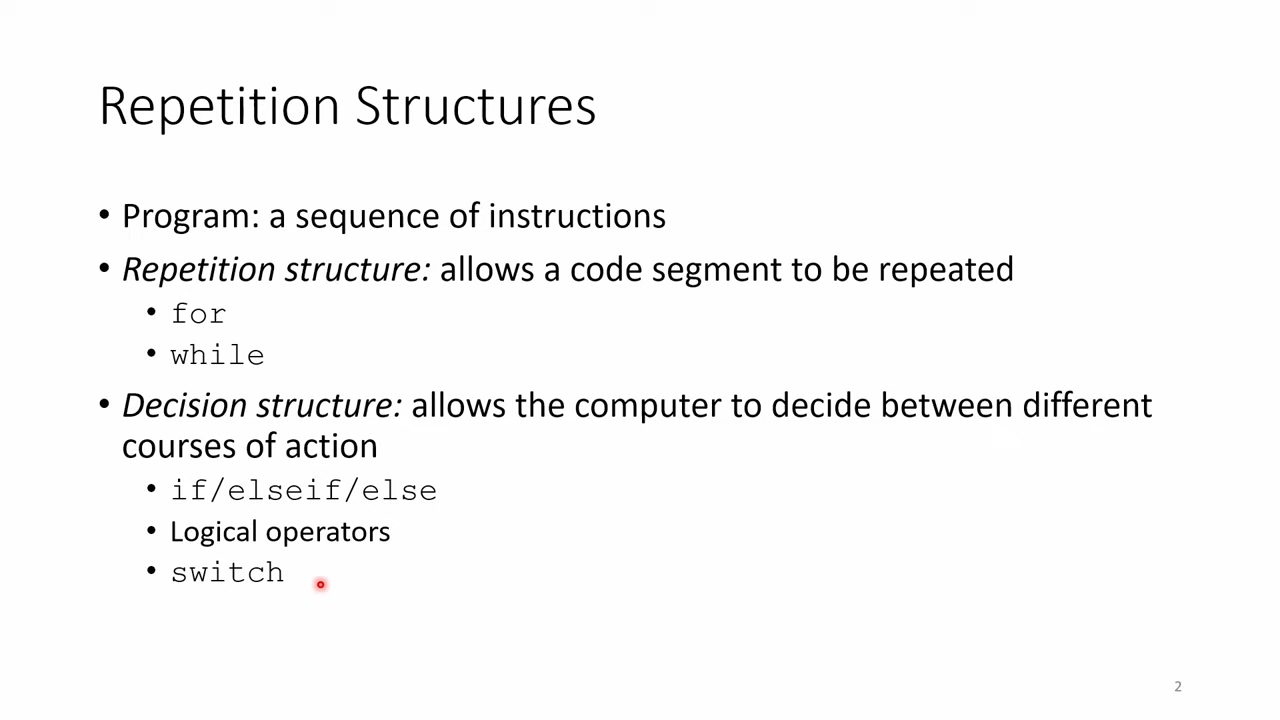 Repetition Structures
• Program: a sequence of instructions
• Repetition structure: allows a code segment to be repeated
• for
• while
• Decision structure: allows the computer to decide between different
courses of action
• if/elseif/else
• Logical operators
• switch
2